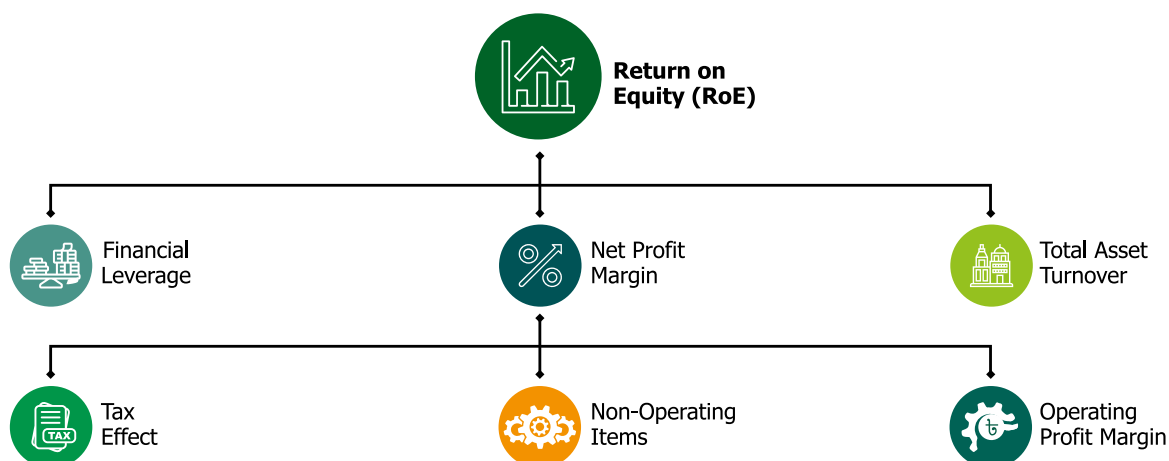 Return on
Equity (RoE)
Financial
Leverage
Net Profit
Margin
Total Asset
Turnover
Tax
Effect
TAX
Non-Operating
Items
Operating
Profit Margin
৳